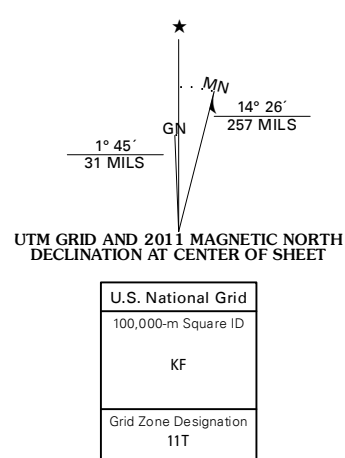 ★
MN
GN
14° 26´
257 MILS
1° 45´
31 MILS
UTM GRID AND 2011 MAGNETIC NORTH
DECLINATION AT CENTER OF SHEET
U.S. National Grid
100,000-m Square ID
KF
Grid Zone Designation
11T